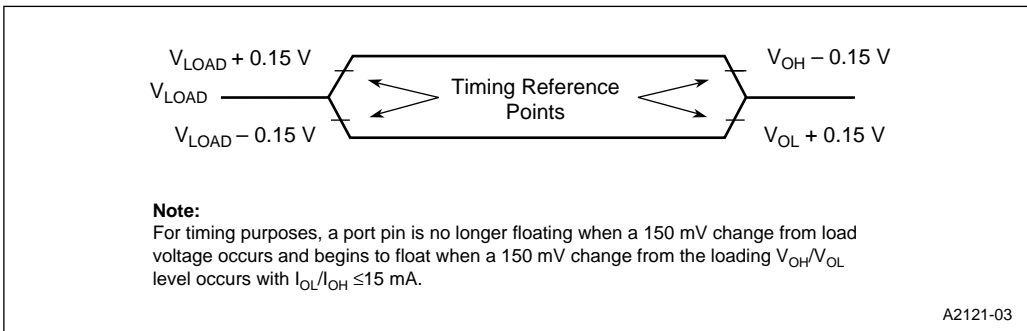 V_LOAD + 0.15 V
V_OH – 0.15 V
V_LOAD
Timing Reference
Points
V_LOAD – 0.15 V
V_OL + 0.15 V
Note:
For timing purposes, a port pin is no longer floating when a 150 mV change from load
voltage occurs and begins to float when a 150 mV change from the loading V_OH/V_OL
level occurs with I_OL/I_OH ≤15 mA.
A2121-03